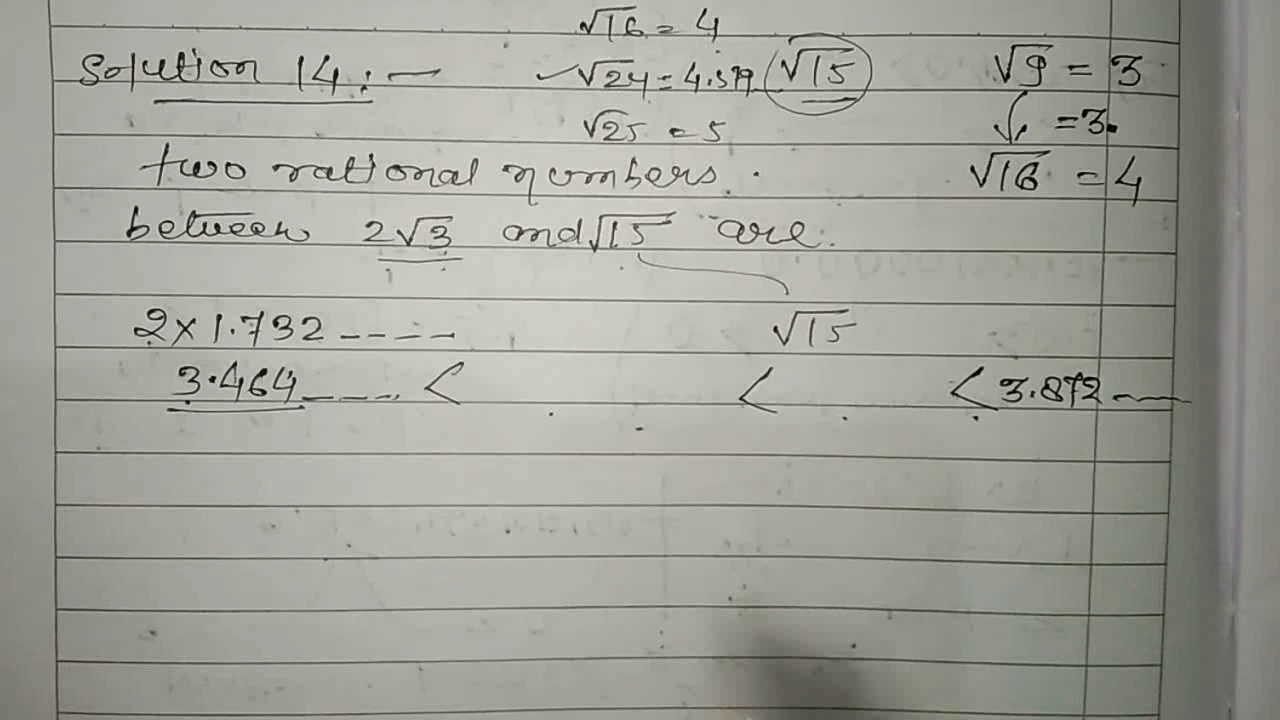 √16 = 4
Solution 14:— √24 = 4.379 √15 √9 = 3
√25 = 5 √ = 3.
two rational numbers. √16 = 4
between 2√3 and √15 are.
2 × 1.732 ---- √15
3.464 ---- < < < 3.872 ----